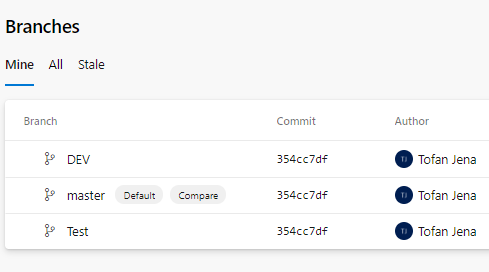 Branches
Mine All Stale
Branch Commit Author
DEV 354cc7df TJ Tofan Jena
master Default Compare 354cc7df TJ Tofan Jena
Test 354cc7df TJ Tofan Jena